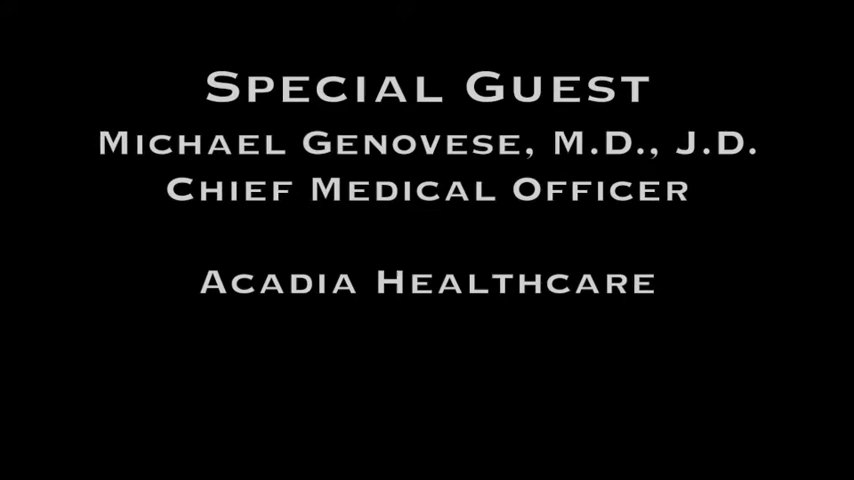 Special Guest
Michael Genovese, M.D., J.D.
Chief Medical Officer
Acadia Healthcare